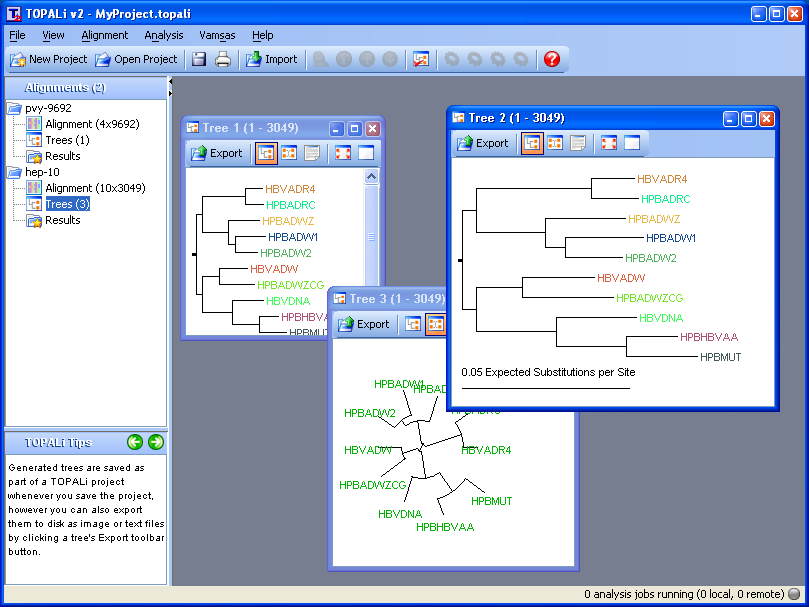 TOPALi v2 - MyProject.topali
File View Alignment Analysis Vamsas Help
New Project Open Project Import
Alignments (2)
pvy-9692
Alignment (4x9692)
Trees (1)
Results
hep-10
Alignment (10x3049)
Trees (3)
Results
TOPALi Tips
Generated trees are saved as
part of a TOPALi project
whenever you save the project,
however you can also export
them to disk as image or text files
by clicking a tree's Export toolbar
button.
Tree 1 (1 - 3049)
Export
HBVADR4
HPBADRC
HPBADWZ
HPBADW1
HPBADW2
HBVADW
HPBADWZCG
HBVDNA
HPBHBVA
HPBMUT
Tree 2 (1 - 3049)
Export
HBVADR4
HPBADRC
HPBADWZ
HPBADW1
HPBADW2
HBVADW
HPBADWZCG
HBVDNA
HPBHBVAA
HPBMUT
0.05 Expected Substitutions per Site
Tree 3 (1 - 3049)
Export
HPBADW1
HPBAD
HPBADW2
HBVADW
HBVADR4
HPBADWZCG
HPBMUT
HBVDNA
HPBHBVAA
0 analysis jobs running (0 local, 0 remote)